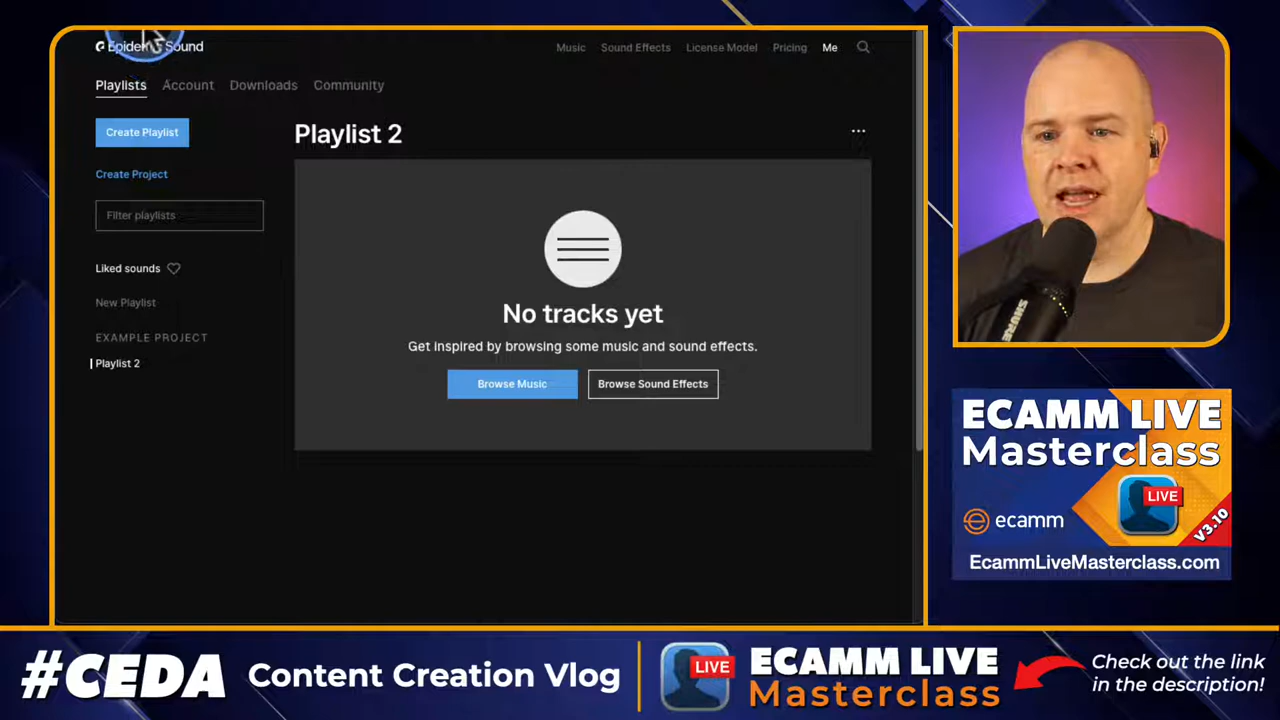 Epidemic Sound
Music Sound Effects License Model Pricing Me
Playlists Account Downloads Community
Create Playlist
Create Project
Filter playlists
Liked sounds
New Playlist
EXAMPLE PROJECT
Playlist 2
Playlist 2
No tracks yet
Get inspired by browsing some music and sound effects.
Browse Music Browse Sound Effects
SHURE
ECAMM LIVE
Masterclass
LIVE
ecamm
v3.10
EcammLiveMasterclass.com
#CEDA Content Creation Vlog
LIVE
ECAMM LIVE
Masterclass
Check out the link
in the description!